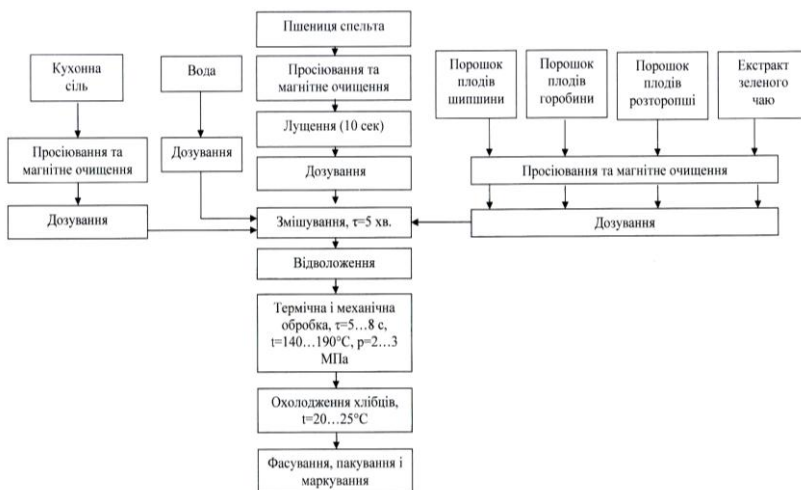 Пшениця спельта
Кухонна
сіль
Вода
Просіювання та
магнітне очищення
Порошок
плодів
шипшини
Порошок
плодів
горобини
Порошок
плодів
розторопші
Екстракт
зеленого
чаю
Лущення (10 сек)
Просіювання та
магнітне очищення
Дозування
Дозування
Просіювання та магнітне очищення
Дозування
Змішування, τ=5 хв.
Дозування
Відволоження
Термічна і механічна
обробка, τ=5…8 с,
t=140…190°С, р=2…3
МПа
Охолодження хлібців,
t=20…25°С
Фасування, пакування і
маркування